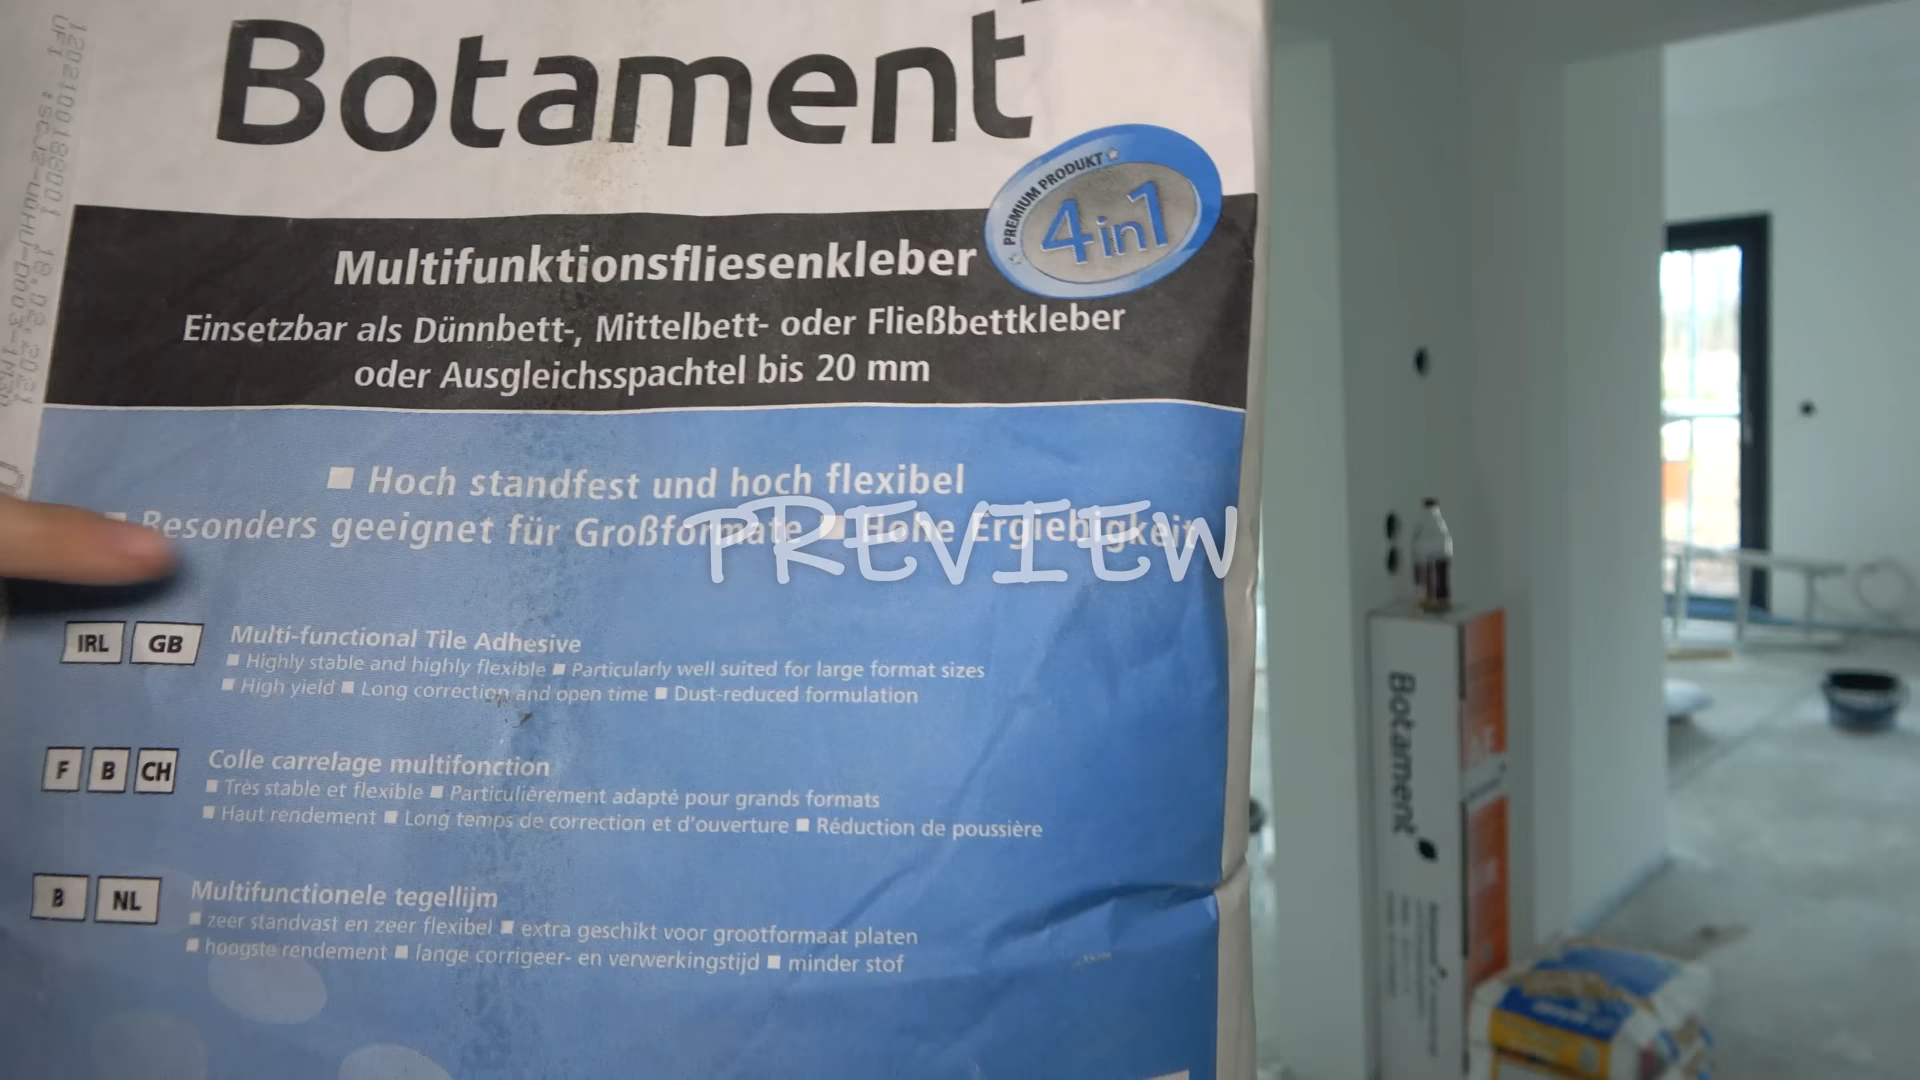 Botament
PREMIUM PRODUKT
4in1
Multifunktionsfliesenkleber
Einsetzbar als Dünnbett-, Mittelbett- oder Fließbettkleber
oder Ausgleichsspachtel bis 20 mm
■ Hoch standfest und hoch flexibel
■ Besonders geeignet für Großformate ■ Hohe Ergiebigkeit
PREVIEW
IRL GB
Multi-functional Tile Adhesive
■ Highly stable and highly flexible ■ Particularly well suited for large format sizes
■ High yield ■ Long correction and open time ■ Dust-reduced formulation
F B CH
Colle carrelage multifonction
■ Très stable et flexible ■ Particulièrement adapté pour grands formats
■ Haut rendement ■ Long temps de correction et d'ouverture ■ Réduction de poussière
B NL
Multifunctionele tegellijm
■ zeer standvast en zeer flexibel ■ extra geschikt voor grootformaat platen
■ hoogste rendement ■ lange corrigeer- en verwerkingstijd ■ minder stof
Botament